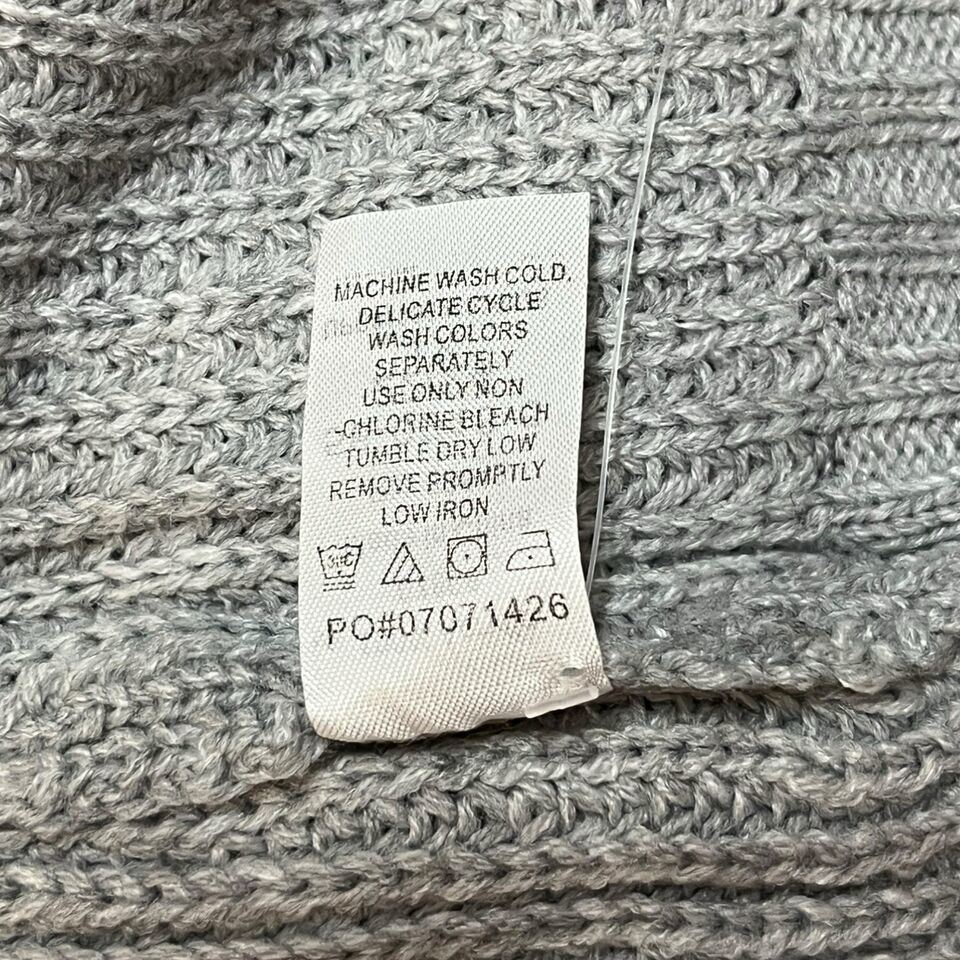 MACHINE WASH COLD,
DELICATE CYCLE
WASH COLORS
SEPARATELY
USE ONLY NON
-CHLORINE BLEACH
TUMBLE DRY LOW
REMOVE PROMPTLY
LOW IRON
PO#07071426